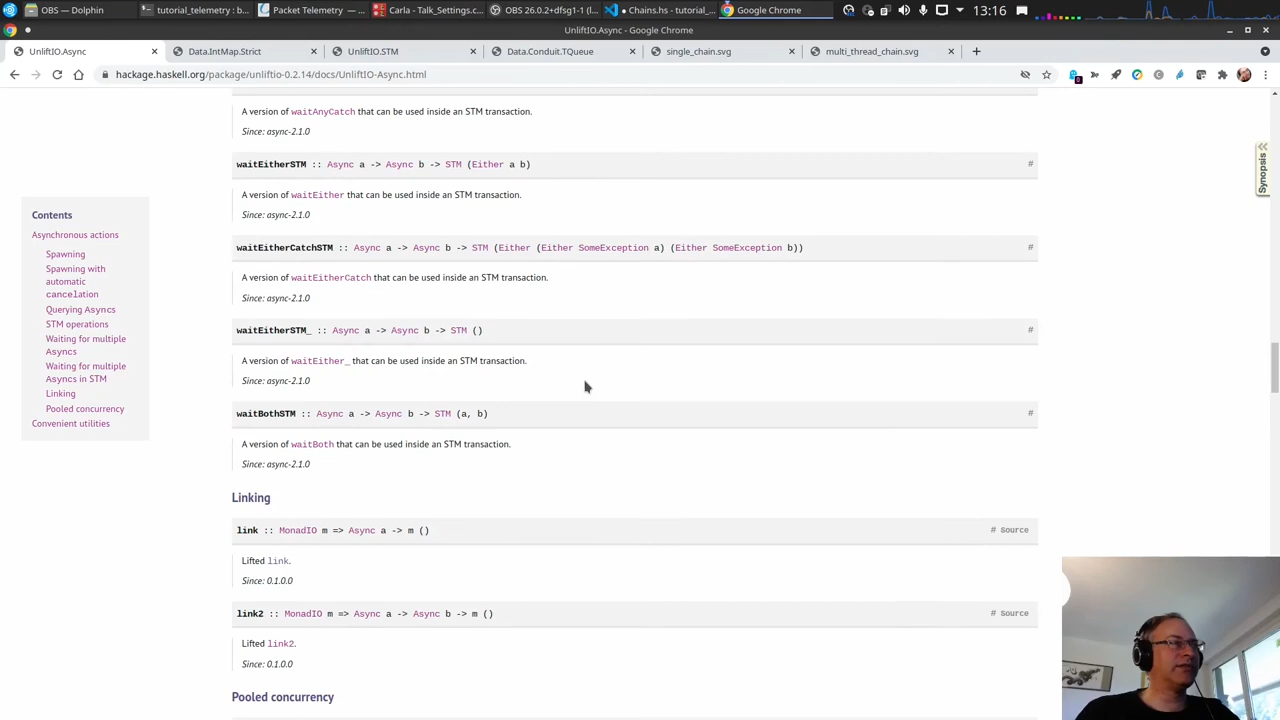 OBS — Dolphin
tutorial_telemetry : b...
Packet Telemetry — ...
Carla - Talk.Structure.c...
OBS 26.0.2+dfsg1-1 (l...
● Chains.hs - tutorial_...
Google Chrome
13:16
UnliftIO.Async - Google Chrome
UnliftIO.Async
Data.IntMap.Strict
UnliftIO.STM
Data.Conduit.TQueue
single_chain.svg
multi_thread_chain.svg
hackage.haskell.org/package/unliftio-0.2.14/docs/UnliftIO-Async.html
A version of waitAnyCatch that can be used inside an STM transaction.
Since: async-2.1.0
waitEitherSTM :: Async a -> Async b -> STM (Either a b) #
A version of waitEither that can be used inside an STM transaction.
Since: async-2.1.0
waitEitherCatchSTM :: Async a -> Async b -> STM (Either (Either SomeException a) (Either SomeException b)) #
A version of waitEitherCatch that can be used inside an STM transaction.
Since: async-2.1.0
waitEitherSTM_ :: Async a -> Async b -> STM () #
A version of waitEither_ that can be used inside an STM transaction.
Since: async-2.1.0
waitBothSTM :: Async a -> Async b -> STM (a, b) #
A version of waitBoth that can be used inside an STM transaction.
Since: async-2.1.0
Linking
link :: MonadIO m => Async a -> m () # Source
Lifted link.
Since: 0.1.0.0
link2 :: MonadIO m => Async a -> Async b -> m () # Source
Lifted link2.
Since: 0.1.0.0
Pooled concurrency
Contents
Asynchronous actions
Spawning
Spawning with
automatic
cancelation
Querying Asyncs
STM operations
Waiting for multiple
Asyncs
Waiting for multiple
Asyncs in STM
Linking
Pooled concurrency
Convenient utilities
Synopsis